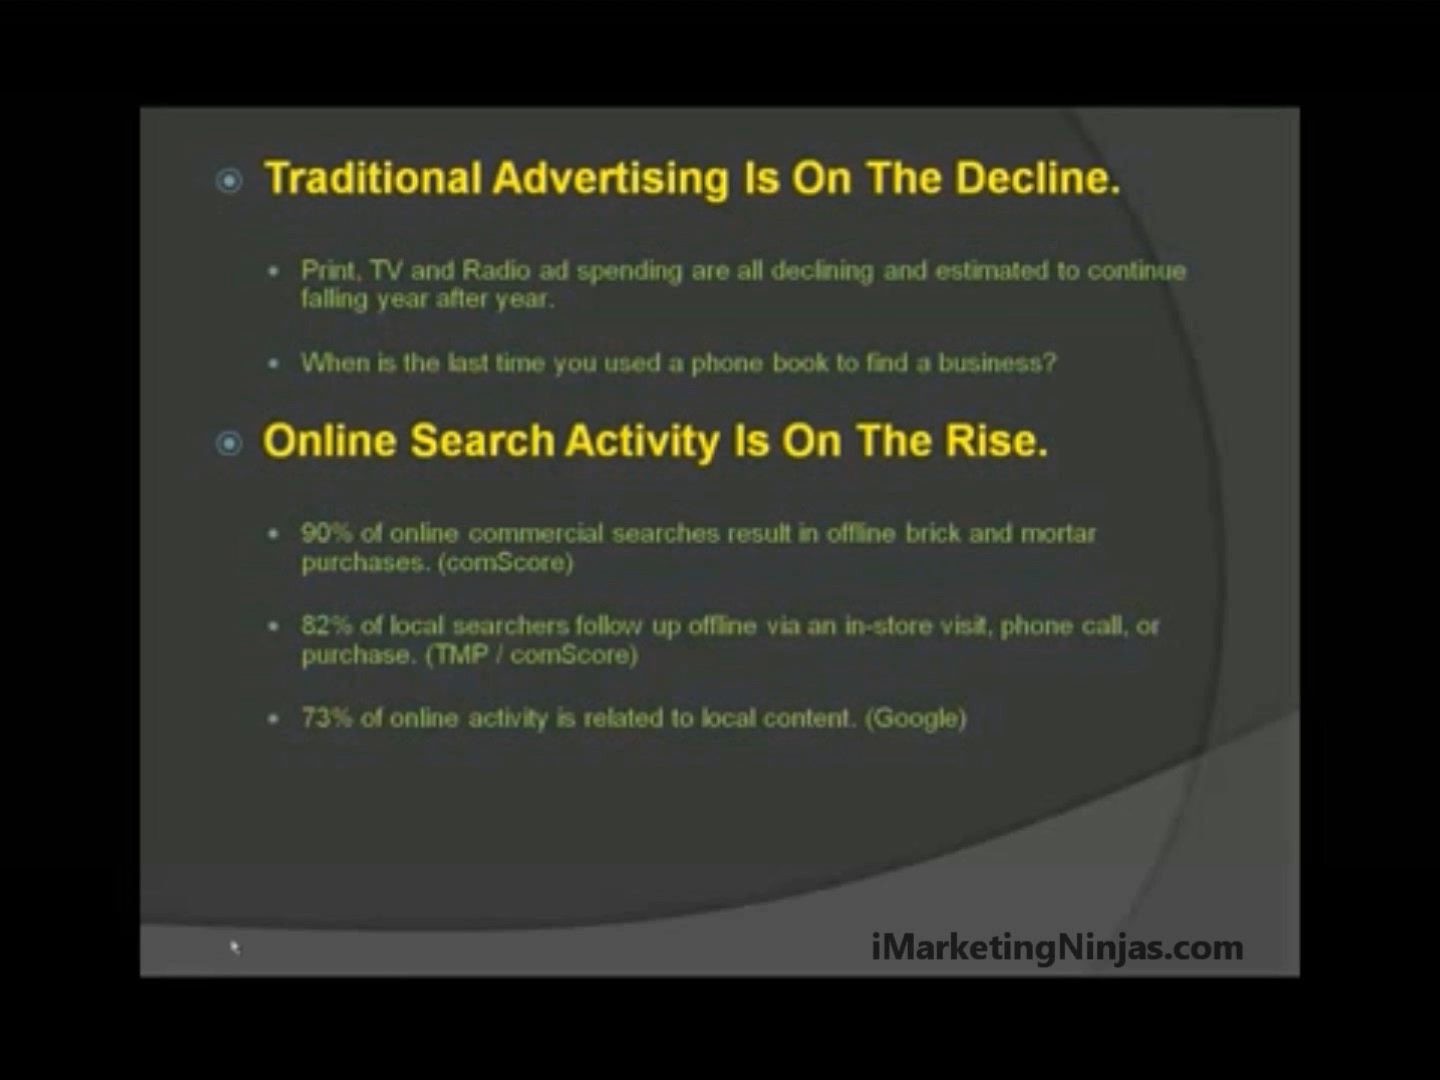 Traditional Advertising Is On The Decline.
Print, TV and Radio ad spending are all declining and estimated to continue
falling year after year.
When is the last time you used a phone book to find a business?
Online Search Activity Is On The Rise.
90% of online commercial searches result in offline brick and mortar
purchases. (comScore)
82% of local searchers follow up offline via an in-store visit, phone call, or
purchase. (TMP / comScore)
73% of online activity is related to local content. (Google)
iMarketingNinjas.com